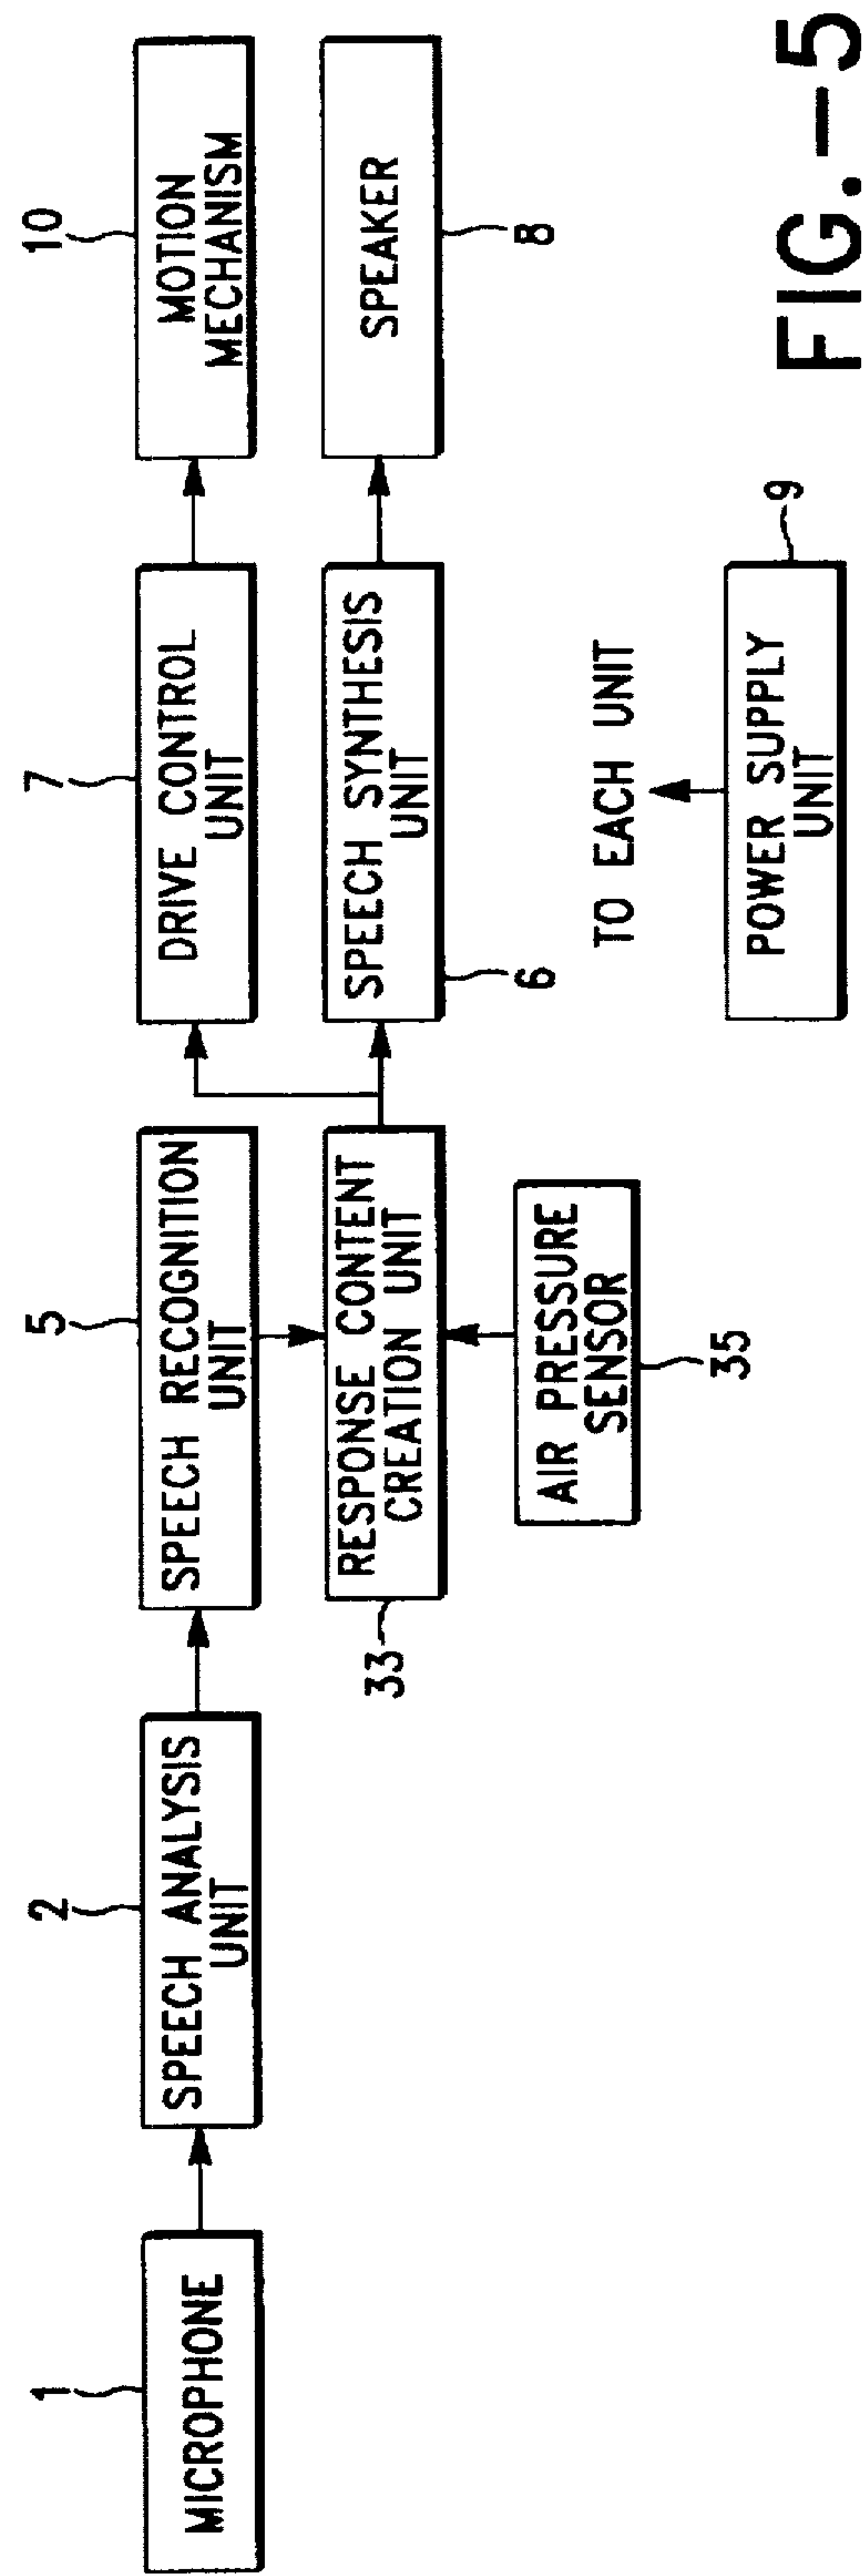 1
MICROPHONE
2
SPEECH ANALYSIS
UNIT
5
SPEECH RECOGNITION
UNIT
33
RESPONSE CONTENT
CREATION UNIT
35
AIR PRESSURE
SENSOR
7
DRIVE CONTROL
UNIT
6
SPEECH SYNTHESIS
UNIT
10
MOTION
MECHANISM
8
SPEAKER
TO EACH UNIT
9
POWER SUPPLY
UNIT
FIG.-5